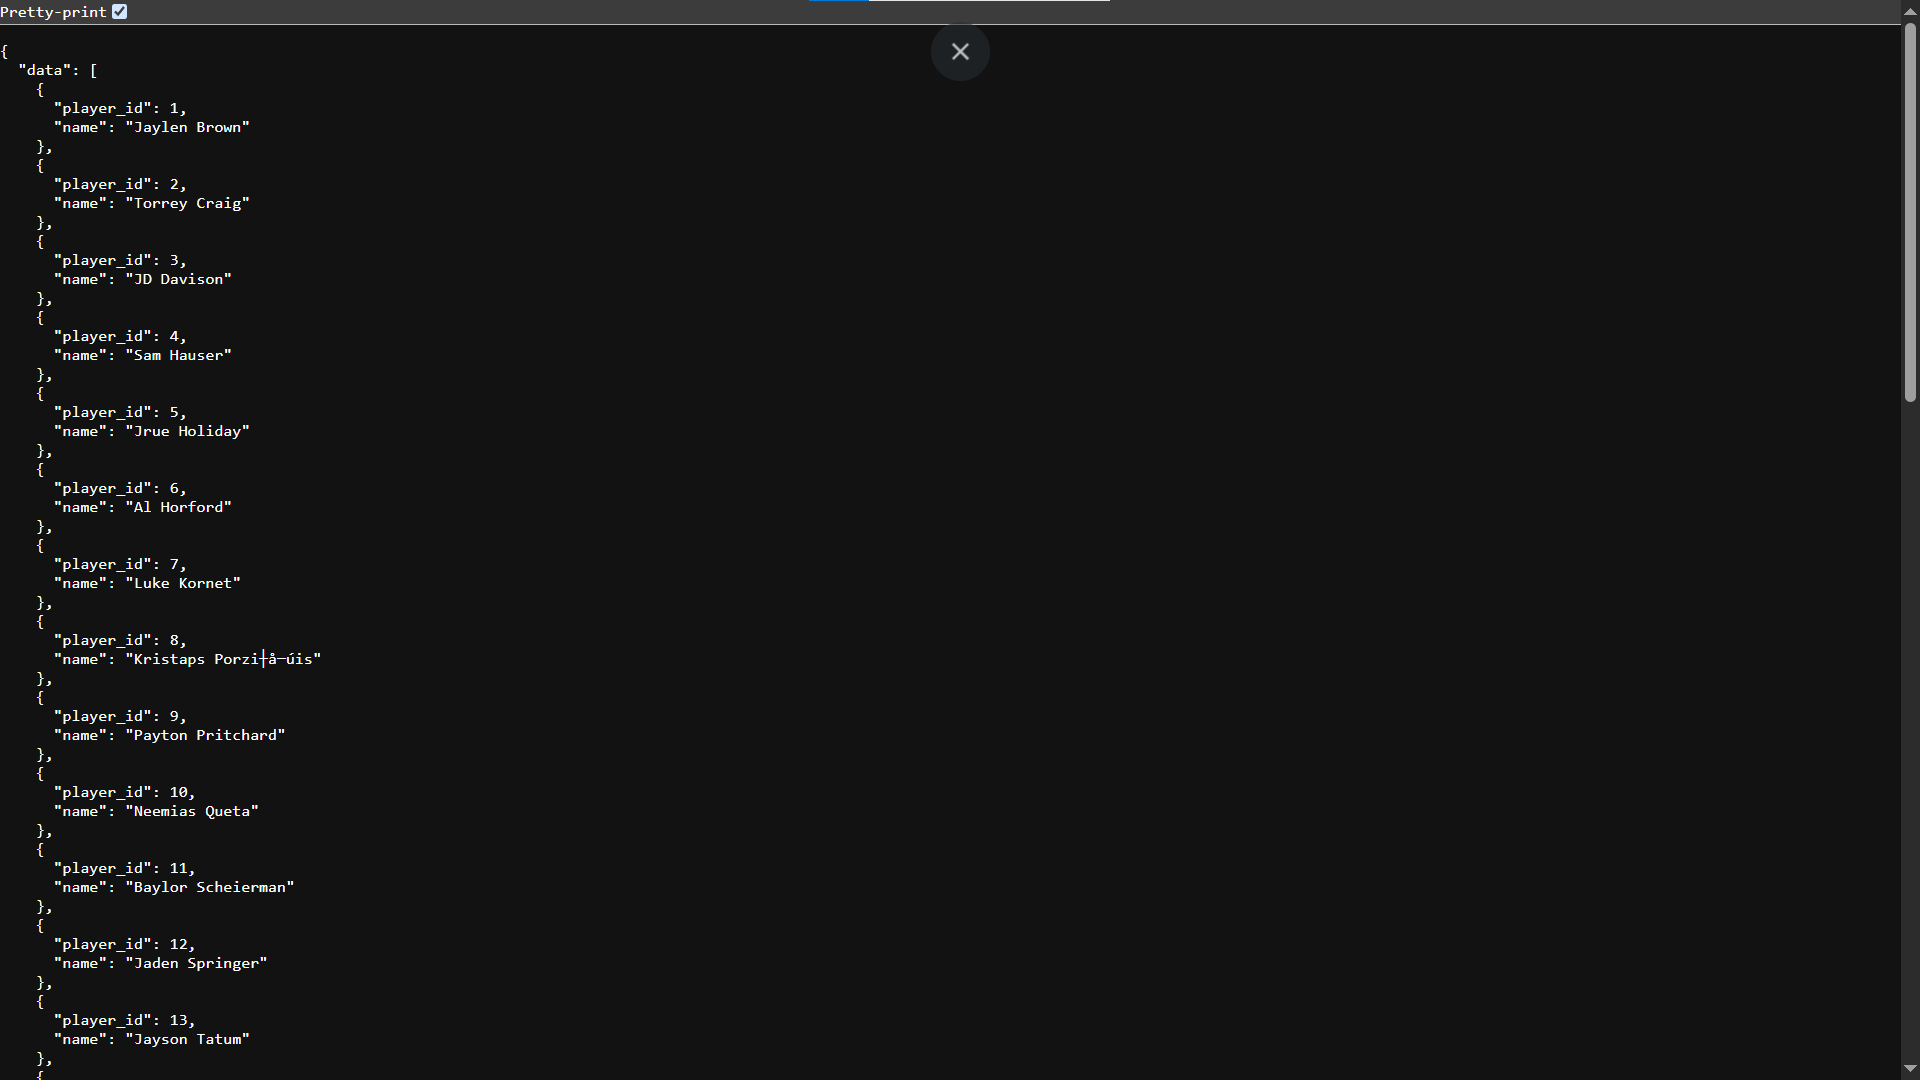 Pretty-print
{
  "data": [
    {
      "player_id": 1,
      "name": "Jaylen Brown"
    },
    {
      "player_id": 2,
      "name": "Torrey Craig"
    },
    {
      "player_id": 3,
      "name": "JD Davison"
    },
    {
      "player_id": 4,
      "name": "Sam Hauser"
    },
    {
      "player_id": 5,
      "name": "Jrue Holiday"
    },
    {
      "player_id": 6,
      "name": "Al Horford"
    },
    {
      "player_id": 7,
      "name": "Luke Kornet"
    },
    {
      "player_id": 8,
      "name": "Kristaps Porzi┼å─úis"
    },
    {
      "player_id": 9,
      "name": "Payton Pritchard"
    },
    {
      "player_id": 10,
      "name": "Neemias Queta"
    },
    {
      "player_id": 11,
      "name": "Baylor Scheierman"
    },
    {
      "player_id": 12,
      "name": "Jaden Springer"
    },
    {
      "player_id": 13,
      "name": "Jayson Tatum"
    },
    {